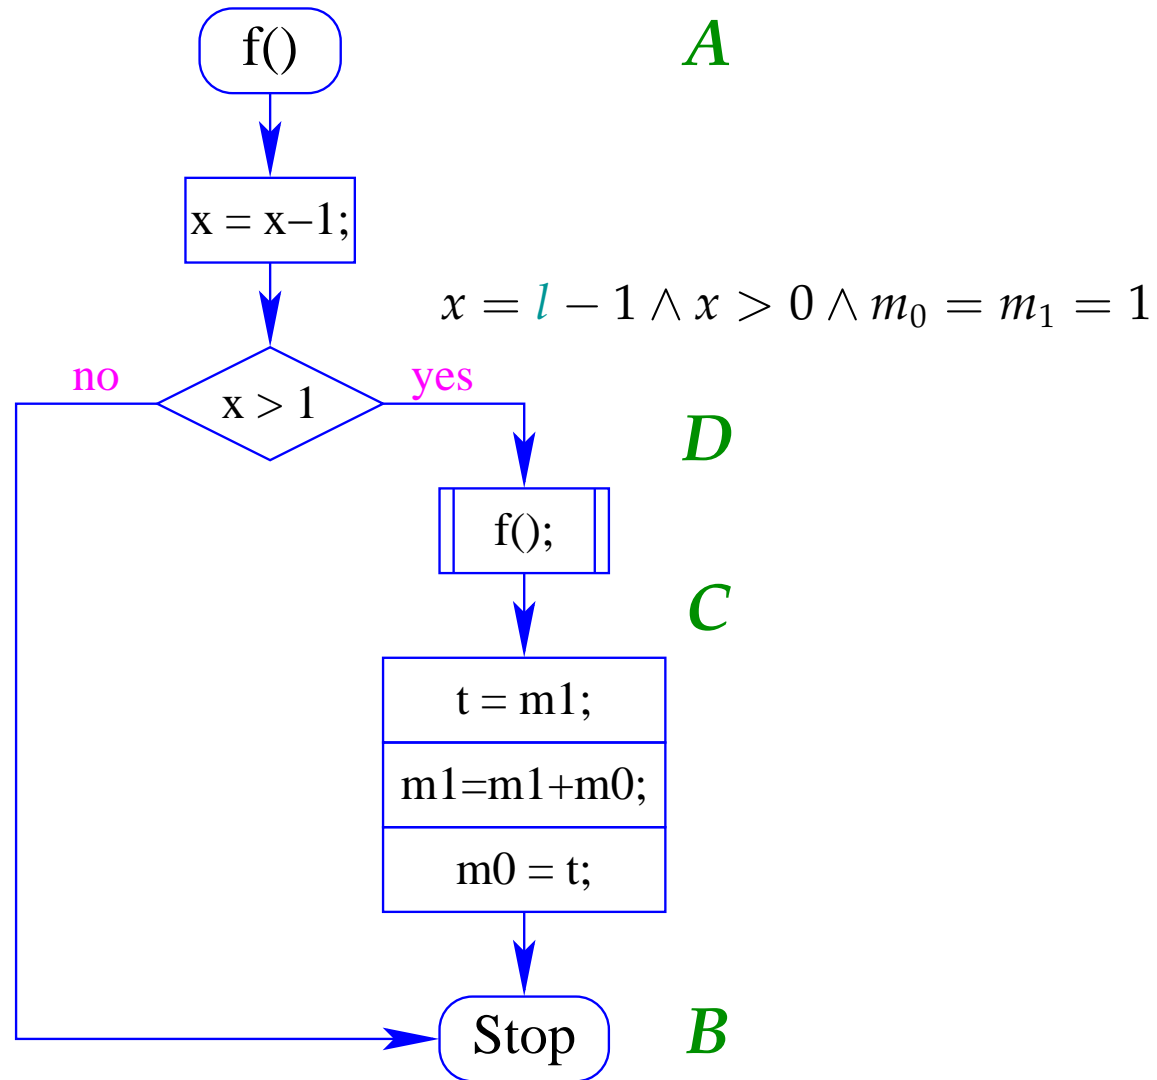 f()
A
x = x−1;
x = l − 1 ∧ x > 0 ∧ m₀ = m₁ = 1
no
yes
x > 1
D
f();
C
t = m1;
m1=m1+m0;
m0 = t;
Stop
B